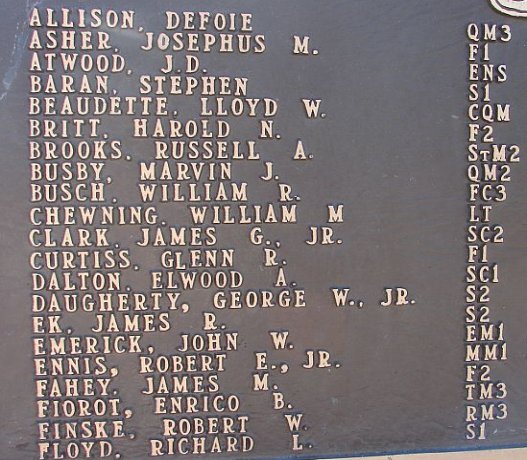 ALLISON, DEFOIE QM3
ASHER, JOSEPHUS M. F1
ATWOOD, J.D. ENS
BARAN, STEPHEN S1
BEAUDETTE, LLOYD W. CQM
BRITT, HAROLD N. F2
BROOKS, RUSSELL A. STM2
BUSBY, MARVIN J. QM2
BUSCH, WILLIAM R. FC3
CHEWNING, WILLIAM M LT
CLARK, JAMES G., JR. SC2
CURTISS, GLENN R. F1
DALTON, ELWOOD A. SC1
DAUGHERTY, GEORGE W., JR. S2
EK, JAMES R. S2
EMERICK, JOHN W. EM1
ENNIS, ROBERT E., JR. MM1
FAHEY, JAMES M. F2
FIOROT, ENRICO B. TM3
FINSKE, ROBERT W. RM3
FLOYD, RICHARD L. S1